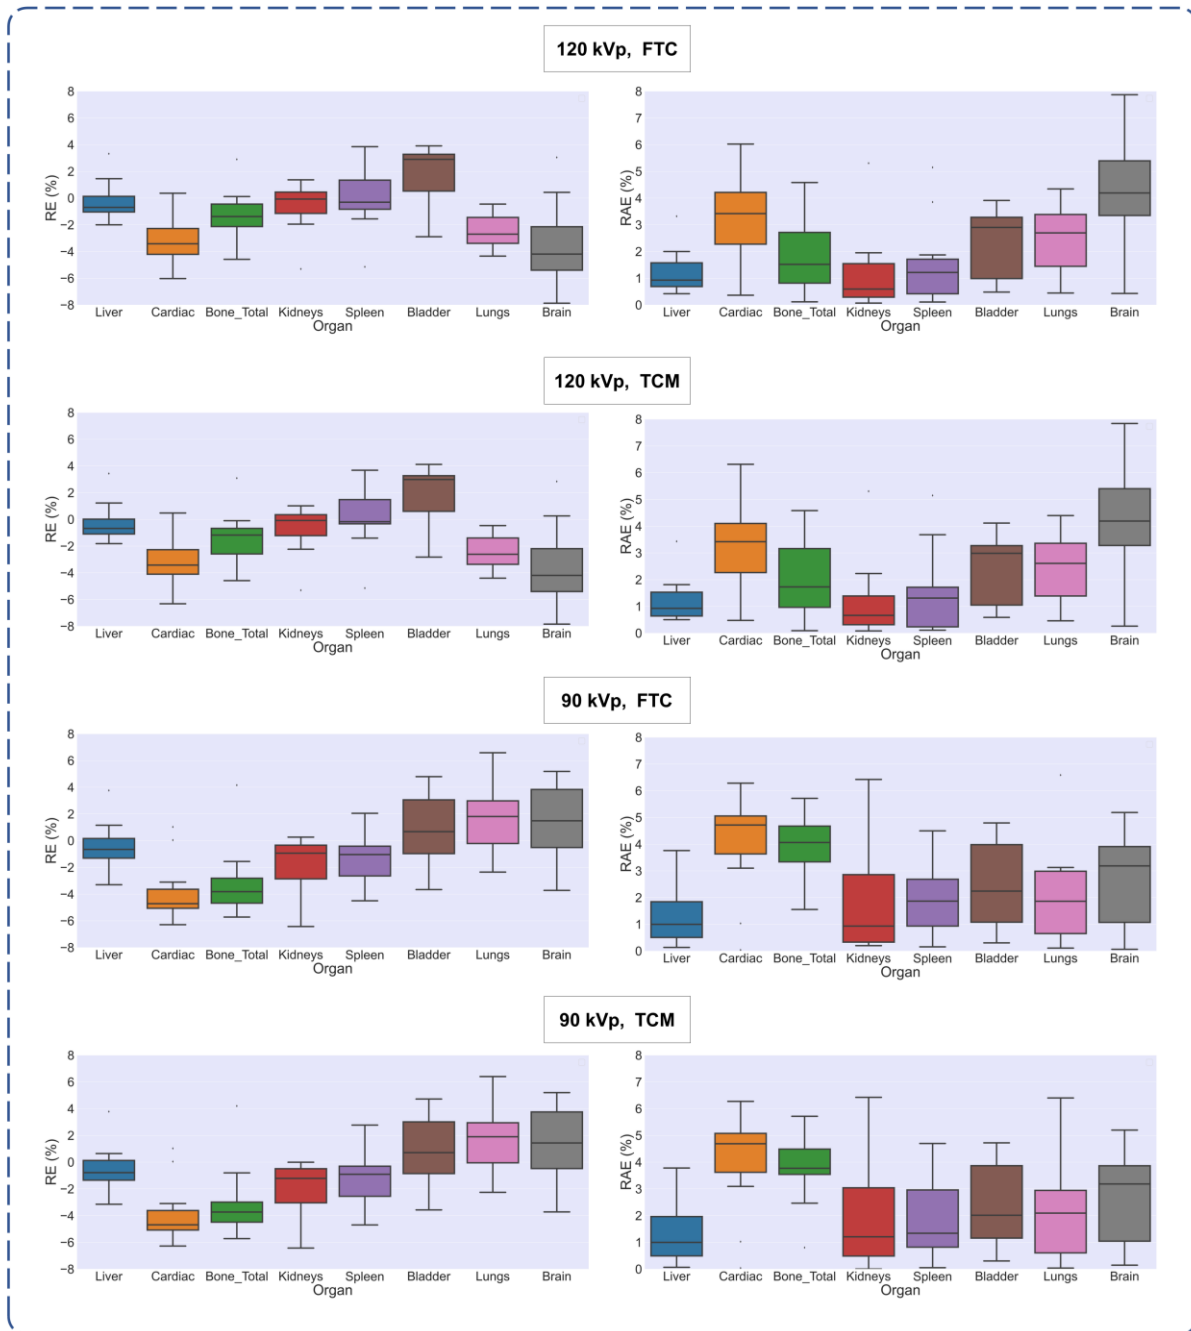 120 kVp, FTC
RE (%)
8
6
4
2
0
−2
−4
−6
−8
Liver Cardiac Bone_Total Kidneys Spleen Bladder Lungs Brain
Organ
RAE (%)
8
7
6
5
4
3
2
1
0
Liver Cardiac Bone_Total Kidneys Spleen Bladder Lungs Brain
Organ
120 kVp, TCM
RE (%)
8
6
4
2
0
−2
−4
−6
−8
Liver Cardiac Bone_Total Kidneys Spleen Bladder Lungs Brain
Organ
RAE (%)
8
7
6
5
4
3
2
1
0
Liver Cardiac Bone_Total Kidneys Spleen Bladder Lungs Brain
Organ
90 kVp, FTC
RE (%)
8
6
4
2
0
−2
−4
−6
−8
Liver Cardiac Bone_Total Kidneys Spleen Bladder Lungs Brain
Organ
RAE (%)
8
7
6
5
4
3
2
1
0
Liver Cardiac Bone_Total Kidneys Spleen Bladder Lungs Brain
Organ
90 kVp, TCM
RE (%)
8
6
4
2
0
−2
−4
−6
−8
Liver Cardiac Bone_Total Kidneys Spleen Bladder Lungs Brain
Organ
RAE (%)
8
7
6
5
4
3
2
1
0
Liver Cardiac Bone_Total Kidneys Spleen Bladder Lungs Brain
Organ